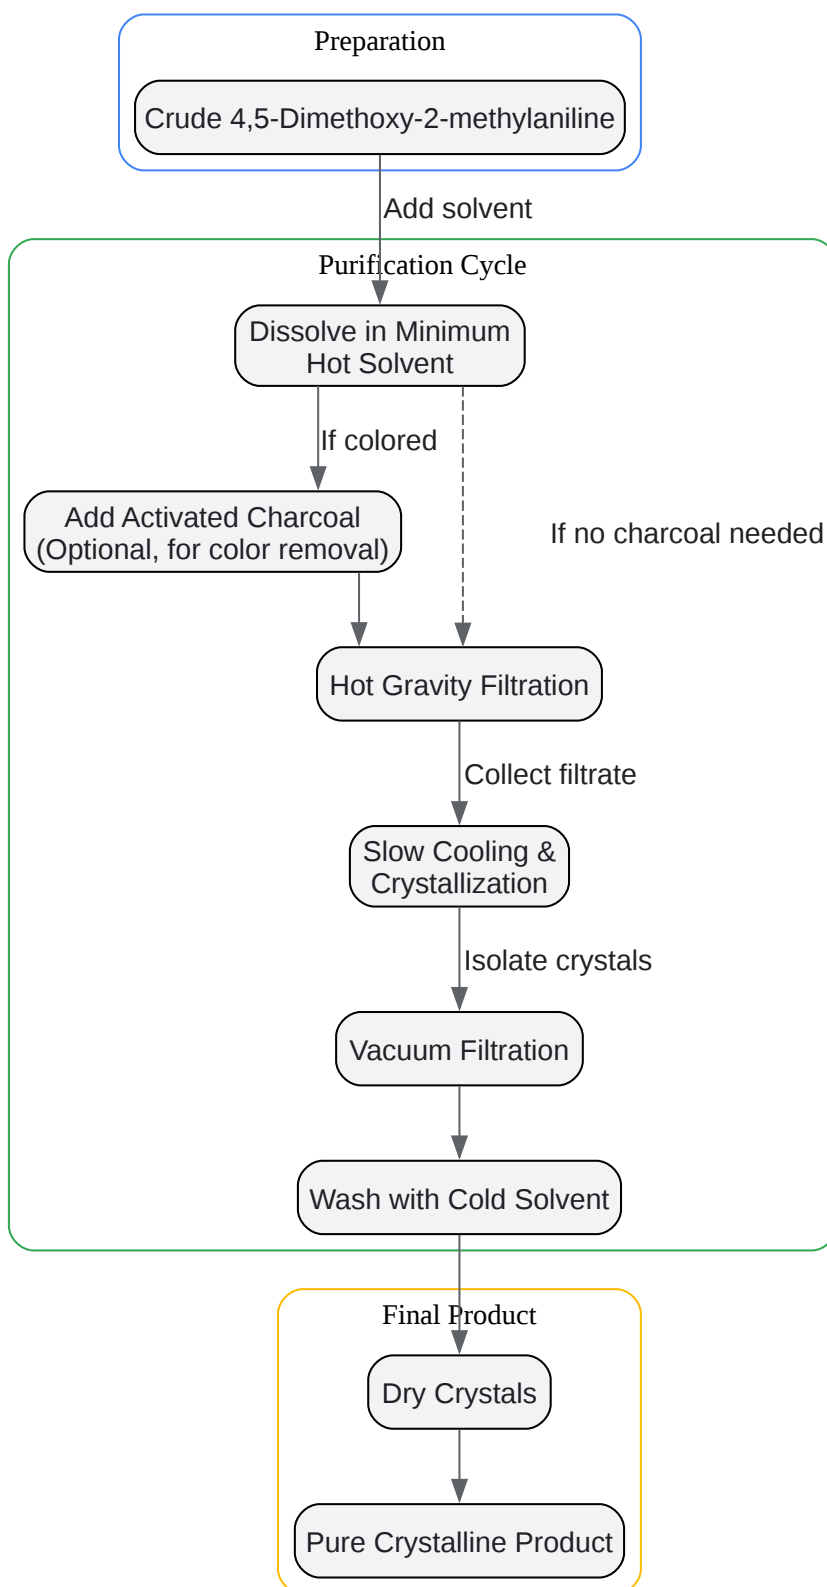 Preparation
Crude 4,5-Dimethoxy-2-methylaniline
Add solvent
Purification Cycle
Dissolve in Minimum
Hot Solvent
If colored
Add Activated Charcoal
(Optional, for color removal)
If no charcoal needed
Hot Gravity Filtration
Collect filtrate
Slow Cooling &
Crystallization
Isolate crystals
Vacuum Filtration
Wash with Cold Solvent
Final Product
Dry Crystals
Pure Crystalline Product